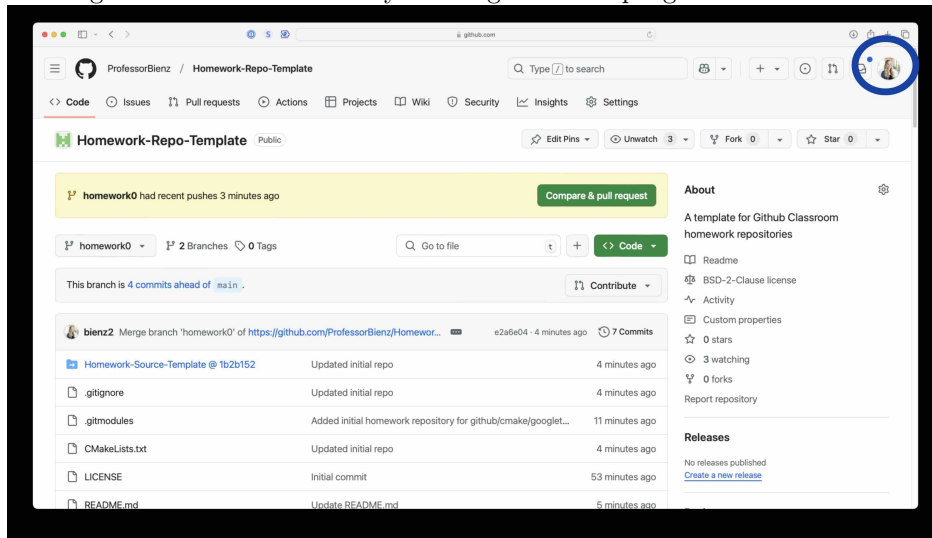 github.com
ProfessorBienz / Homework-Repo-Template
Type / to search
Code Issues Pull requests Actions Projects Wiki Security Insights Settings
Homework-Repo-Template Public
Edit Pins Unwatch 3 Fork 0 Star 0
homework0 had recent pushes 3 minutes ago
Compare & pull request
homework0 2 Branches 0 Tags
Go to file t
Code
This branch is 4 commits ahead of main .
Contribute
bienz2 Merge branch 'homework0' of https://github.com/ProfessorBienz/Homewor... e2a6e04 · 4 minutes ago 7 Commits
Homework-Source-Template @ 1b2b152 Updated initial repo 4 minutes ago
.gitignore Updated initial repo 4 minutes ago
.gitmodules Added initial homework repository for github/cmake/googlet... 11 minutes ago
CMakeLists.txt Updated initial repo 4 minutes ago
LICENSE Initial commit 53 minutes ago
README.md Update README.md 5 minutes ago
About
A template for Github Classroom
homework repositories
Readme
BSD-2-Clause license
Activity
Custom properties
0 stars
3 watching
0 forks
Report repository
Releases
No releases published
Create a new release